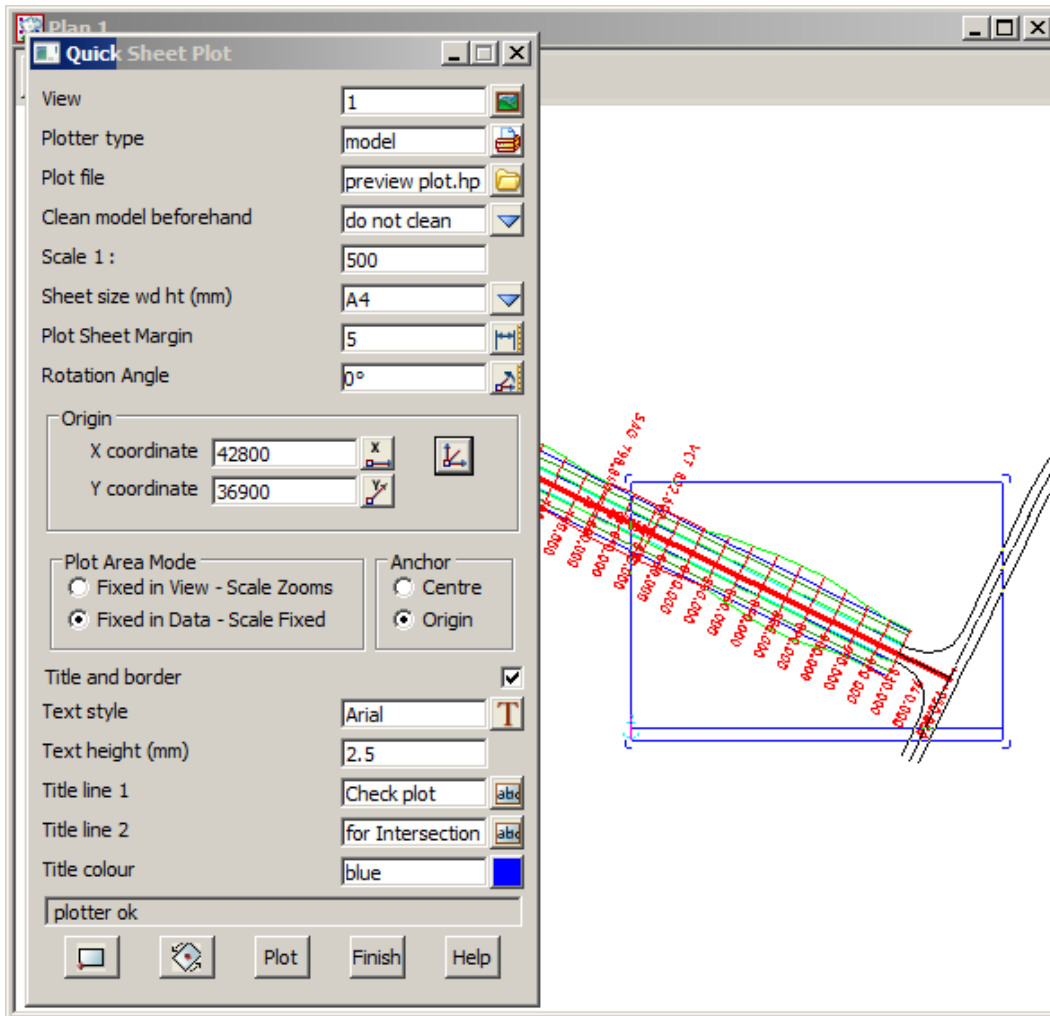 Plan 1
Quick Sheet Plot
View 1
Plotter type model
Plot file preview plot.hp
Clean model beforehand do not clean
Scale 1 : 500
Sheet size wd ht (mm) A4
Plot Sheet Margin 5
Rotation Angle 0°
Origin
X coordinate 42800 X
Y coordinate 36900 Y
Plot Area Mode
Fixed in View - Scale Zooms
Fixed in Data - Scale Fixed
Anchor
Centre
Origin
Title and border
Text style Arial T
Text height (mm) 2.5
Title line 1 Check plot abc
Title line 2 for Intersection abc
Title colour blue
plotter ok
Plot Finish Help